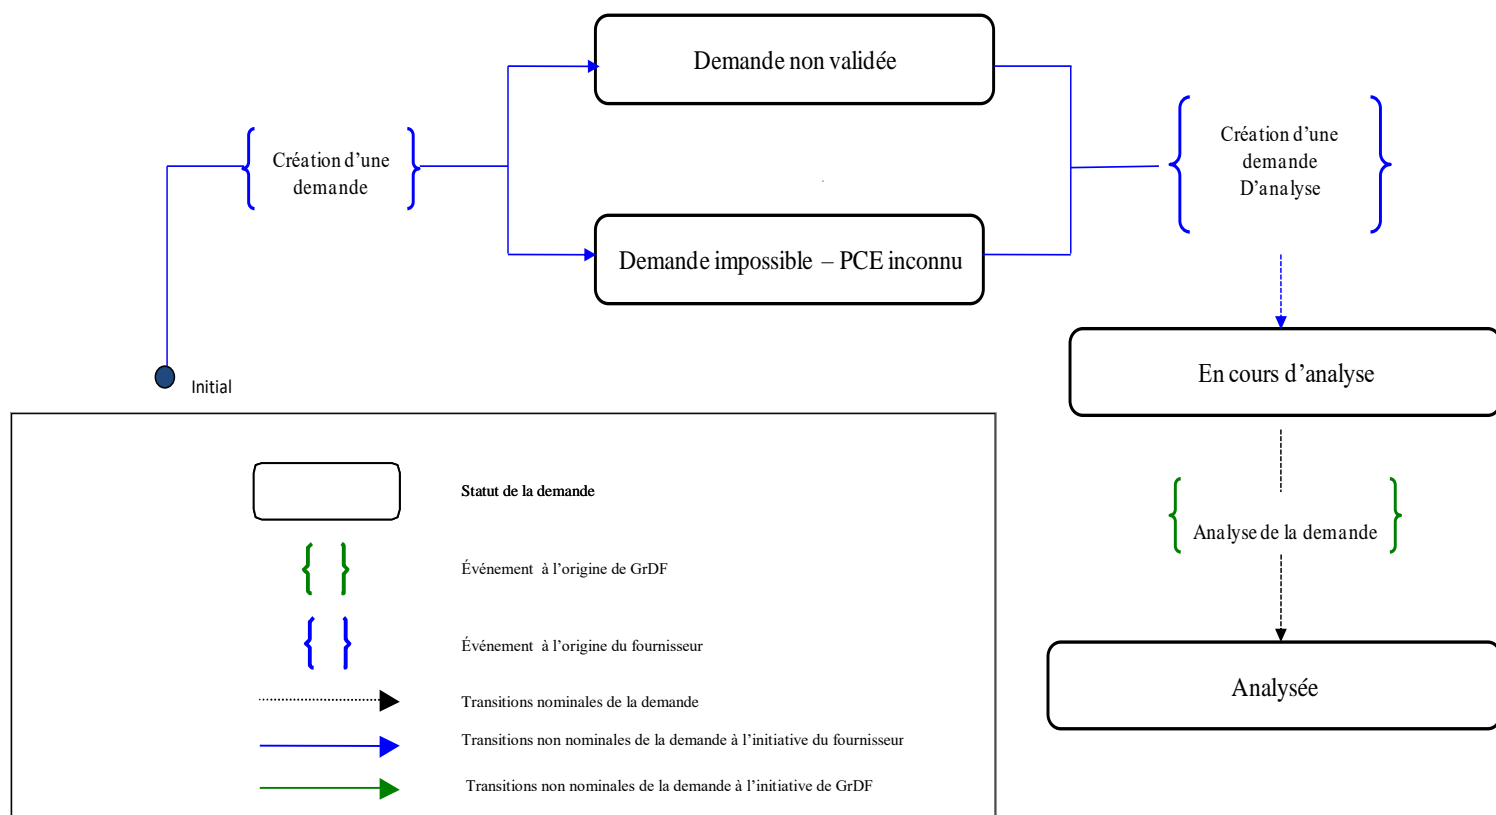 Demande non validée
Création d’une
demande
Création d’une
demande
D’analyse
Demande impossible – PCE inconnu
Initial
En cours d’analyse
Analyse de la demande
Analysée
Statut de la demande
Événement à l’origine de GrDF
Événement à l’origine du fournisseur
Transitions nominales de la demande
Transitions non nominales de la demande à l’initiative du fournisseur
Transitions non nominales de la demande à l’initiative de GrDF